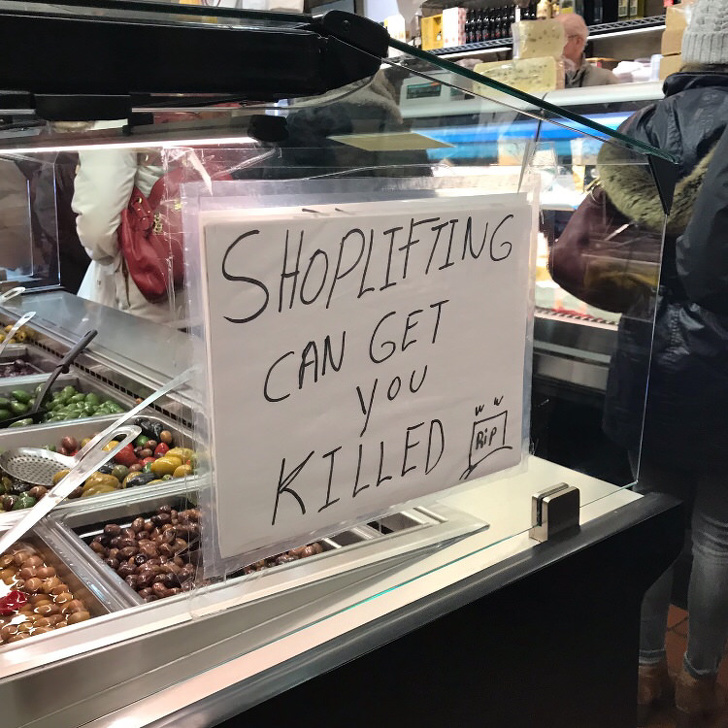 SHOPLIFTING
CAN GET
YOU
KILLED
RiP